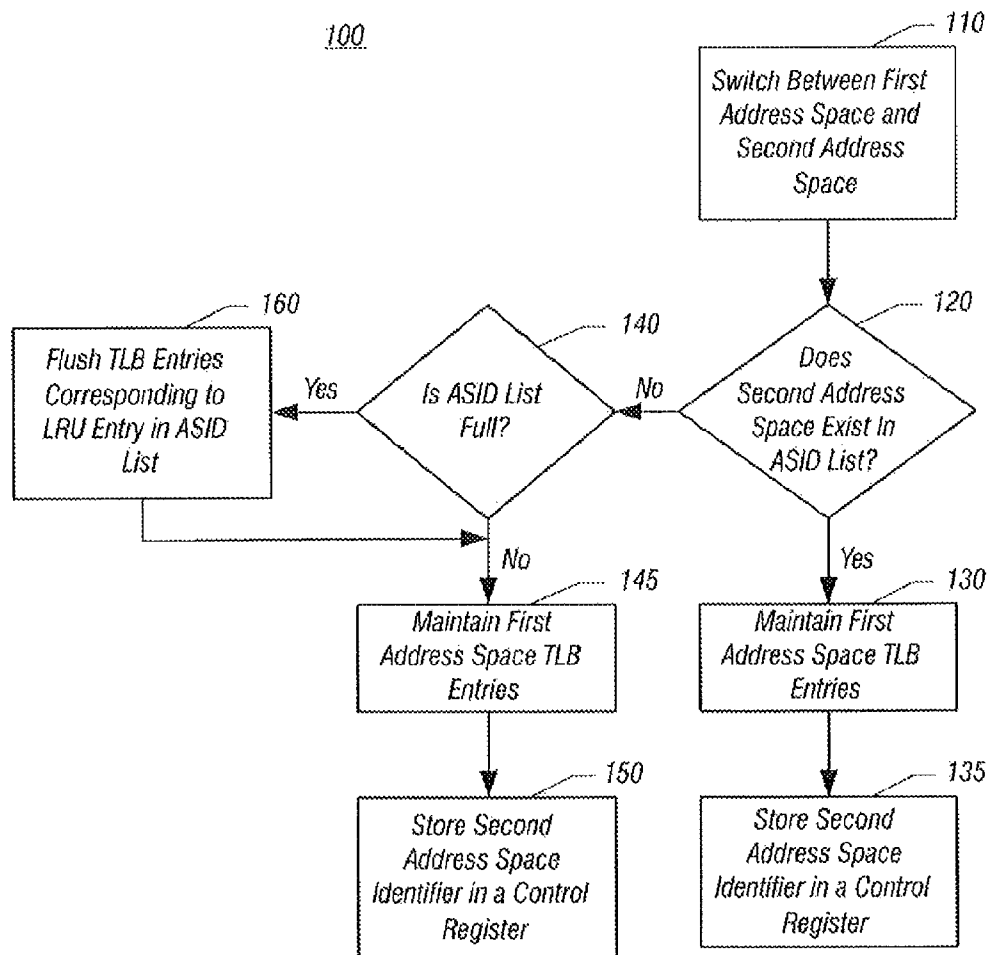 100
110
Switch Between First
Address Space and
Second Address
Space
120
Does
Second Address
Space Exist In
ASID List?
No
Yes
140
Is ASID List
Full?
Yes
No
160
Flush TLB Entries
Corresponding to
LRU Entry in ASID
List
145
Maintain First
Address Space TLB
Entries
130
Maintain First
Address Space TLB
Entries
150
Store Second
Address Space
Identifier in a Control
Register
135
Store Second
Address Space
Identifier in a Control
Register